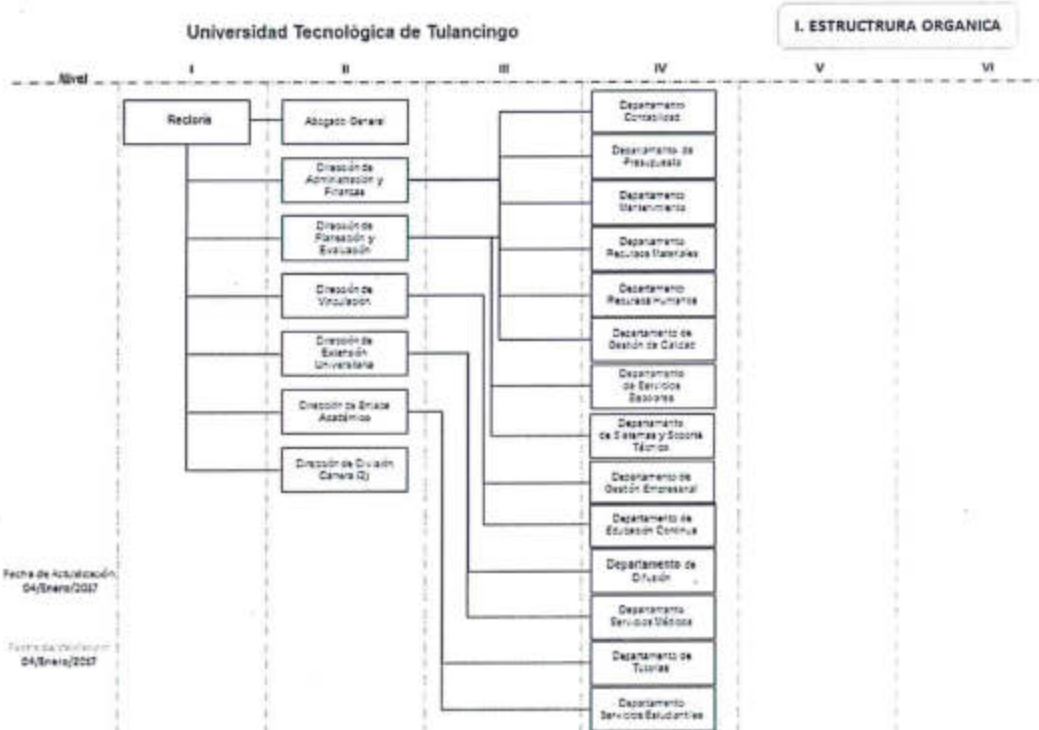 Universidad Tecnológica de Tulancingo
I. ESTRUCTRURA ORGANICA
Nivel I II III IV V VI
Rectoría
Abogado General
Dirección de
Administración y
Finanzas
Dirección de
Planeación y
Evaluación
Dirección de
Vinculación
Dirección de
Extensión
Universitaria
Dirección de Enlace
Académico
Dirección de División
Carrera (2)
Departamento
Contabilidad
Departamento de
Presupuesto
Departamento
Mantenimiento
Departamento
Recursos Materiales
Departamento
Recursos Humanos
Departamento de
Gestión de Calidad
Departamento
de Servicios
Escolares
Departamento
de Sistemas y Soporte
Técnico
Departamento de
Gestión Empresarial
Departamento de
Educación Continua
Departamento de
Difusión
Departamento
Servicios Médicos
Departamento de
Tutorías
Departamento
Servicios Estudiantiles
Fecha de Actualización
04/Enero/2017
Fecha de
04/Enero/2017